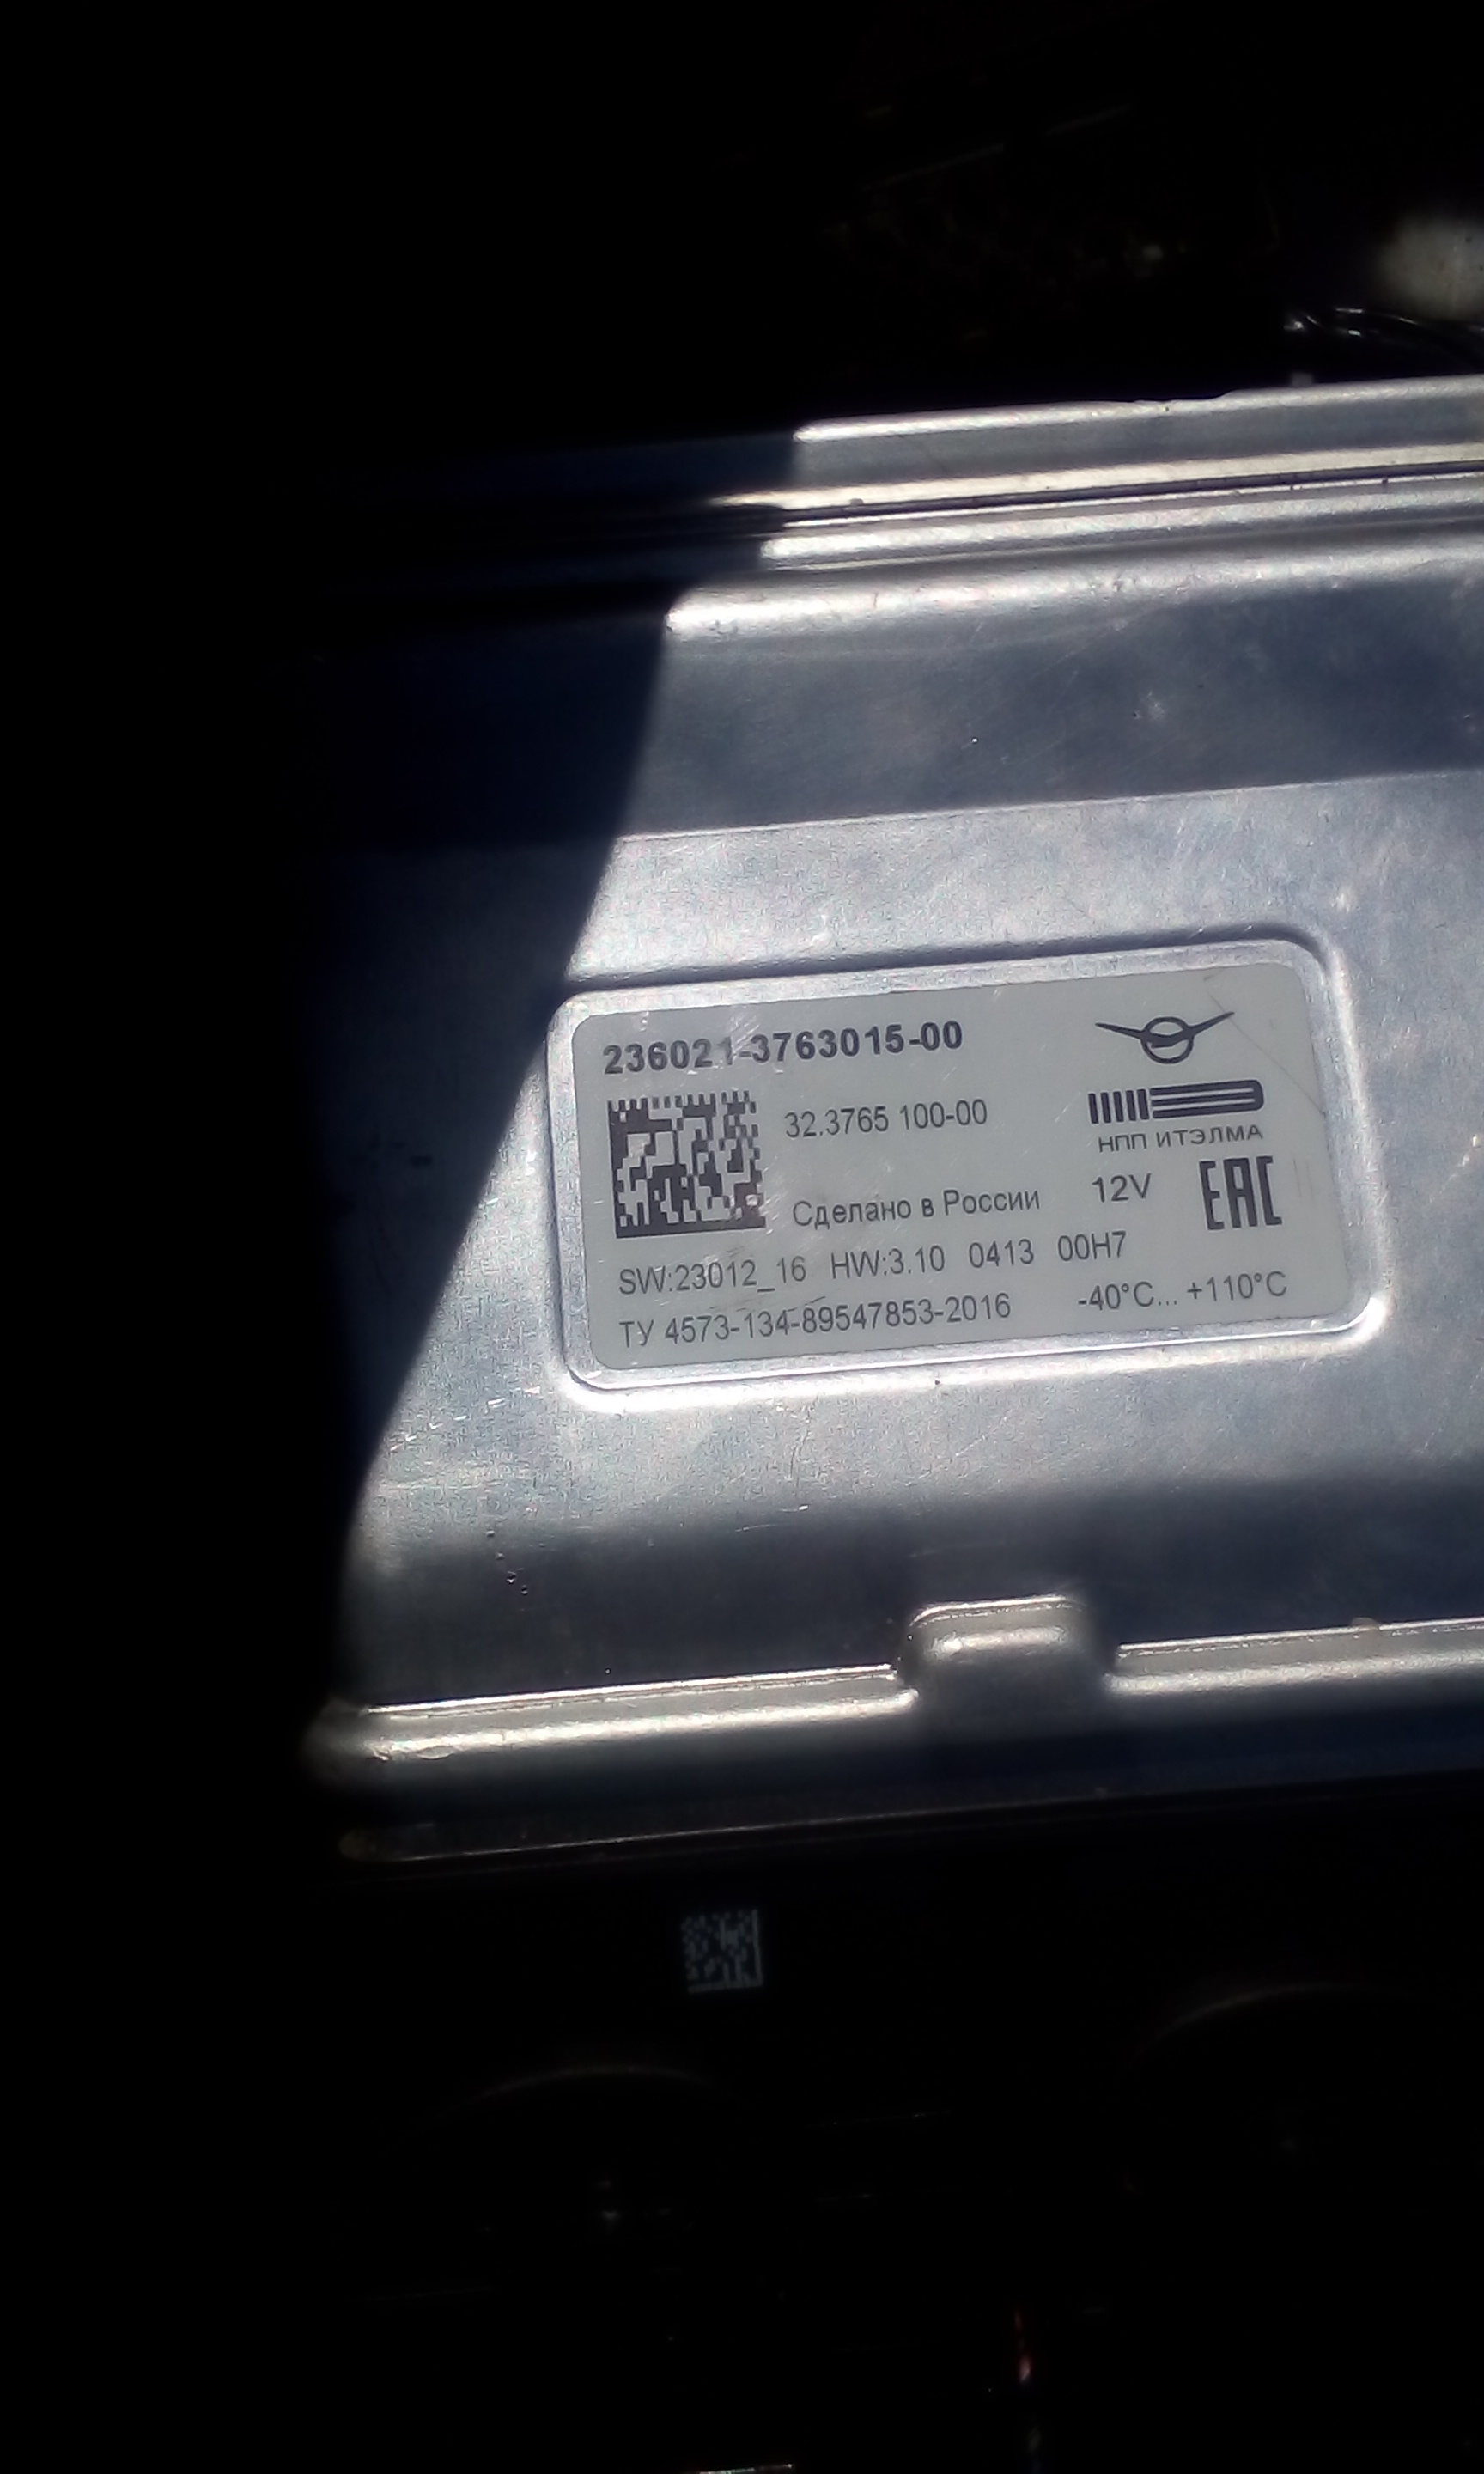 236021-3763015-00
32.3765 100-00
НПП ИТЭЛМА
Сделано в России 12V EAC
SW:23012_16 HW:3.10 0413 00H7
ТУ 4573-134-89547853-2016 -40°C... +110°C